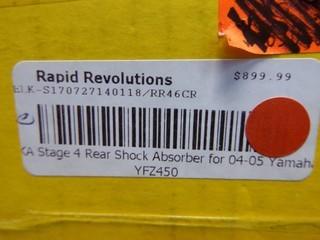 Rapid Revolutions $899.99
ELK-S170727140118/RR46CR
KA Stage 4 Rear Shock Absorber for 04-05 Yamaha
YFZ450